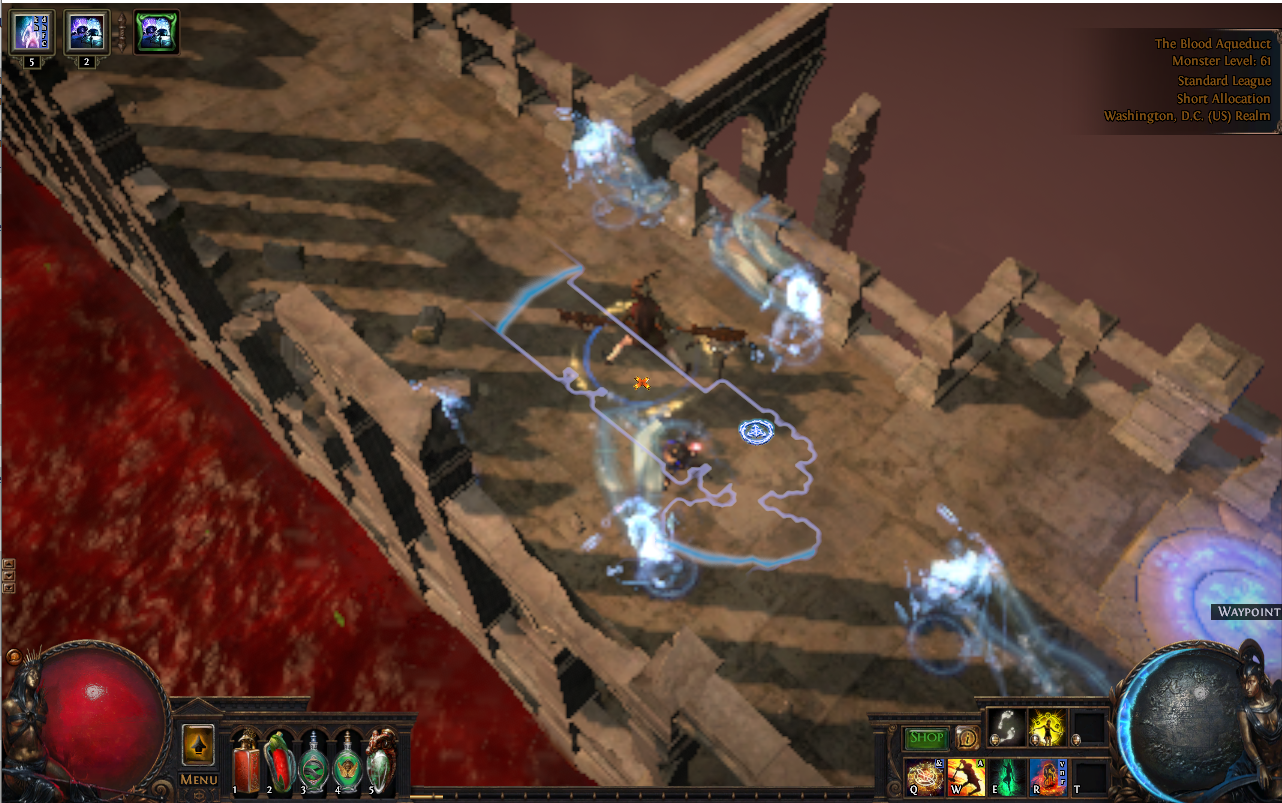 5
2
The Blood Aqueduct
Monster Level: 61
Standard League
Short Allocation
Washington, D.C. (US) Realm
Waypoint
Menu
1
2
3
4
5
Shop
Q
W
A
E
R
T